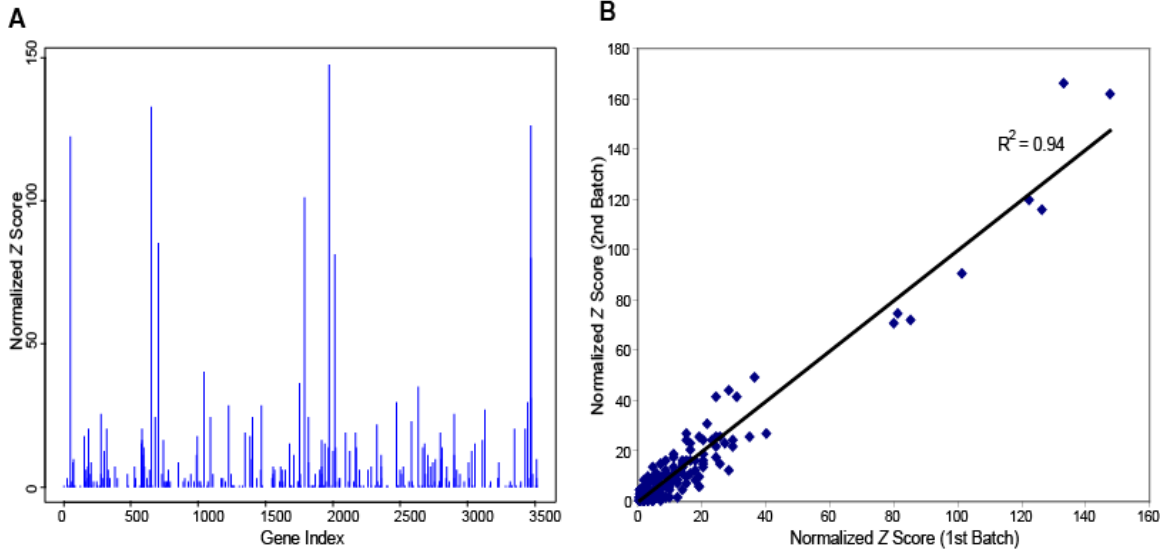 A
Normalized Z Score
150
100
50
0
0 500 1000 1500 2000 2500 3000 3500
Gene Index
B
Normalized Z Score (2nd Batch)
180
160
140
120
100
80
60
40
20
0
R² = 0.94
0 20 40 60 80 100 120 140 160
Normalized Z Score (1st Batch)